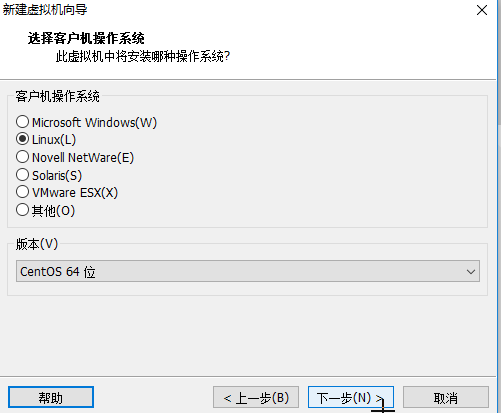 新建虚拟机向导
选择客户机操作系统
此虚拟机中将安装哪种操作系统?
客户机操作系统
Microsoft Windows(W)
Linux(L)
Novell NetWare(E)
Solaris(S)
VMware ESX(X)
其他(O)
版本(V)
CentOS 64 位
帮助
< 上一步(B)
下一步(N) >
取消